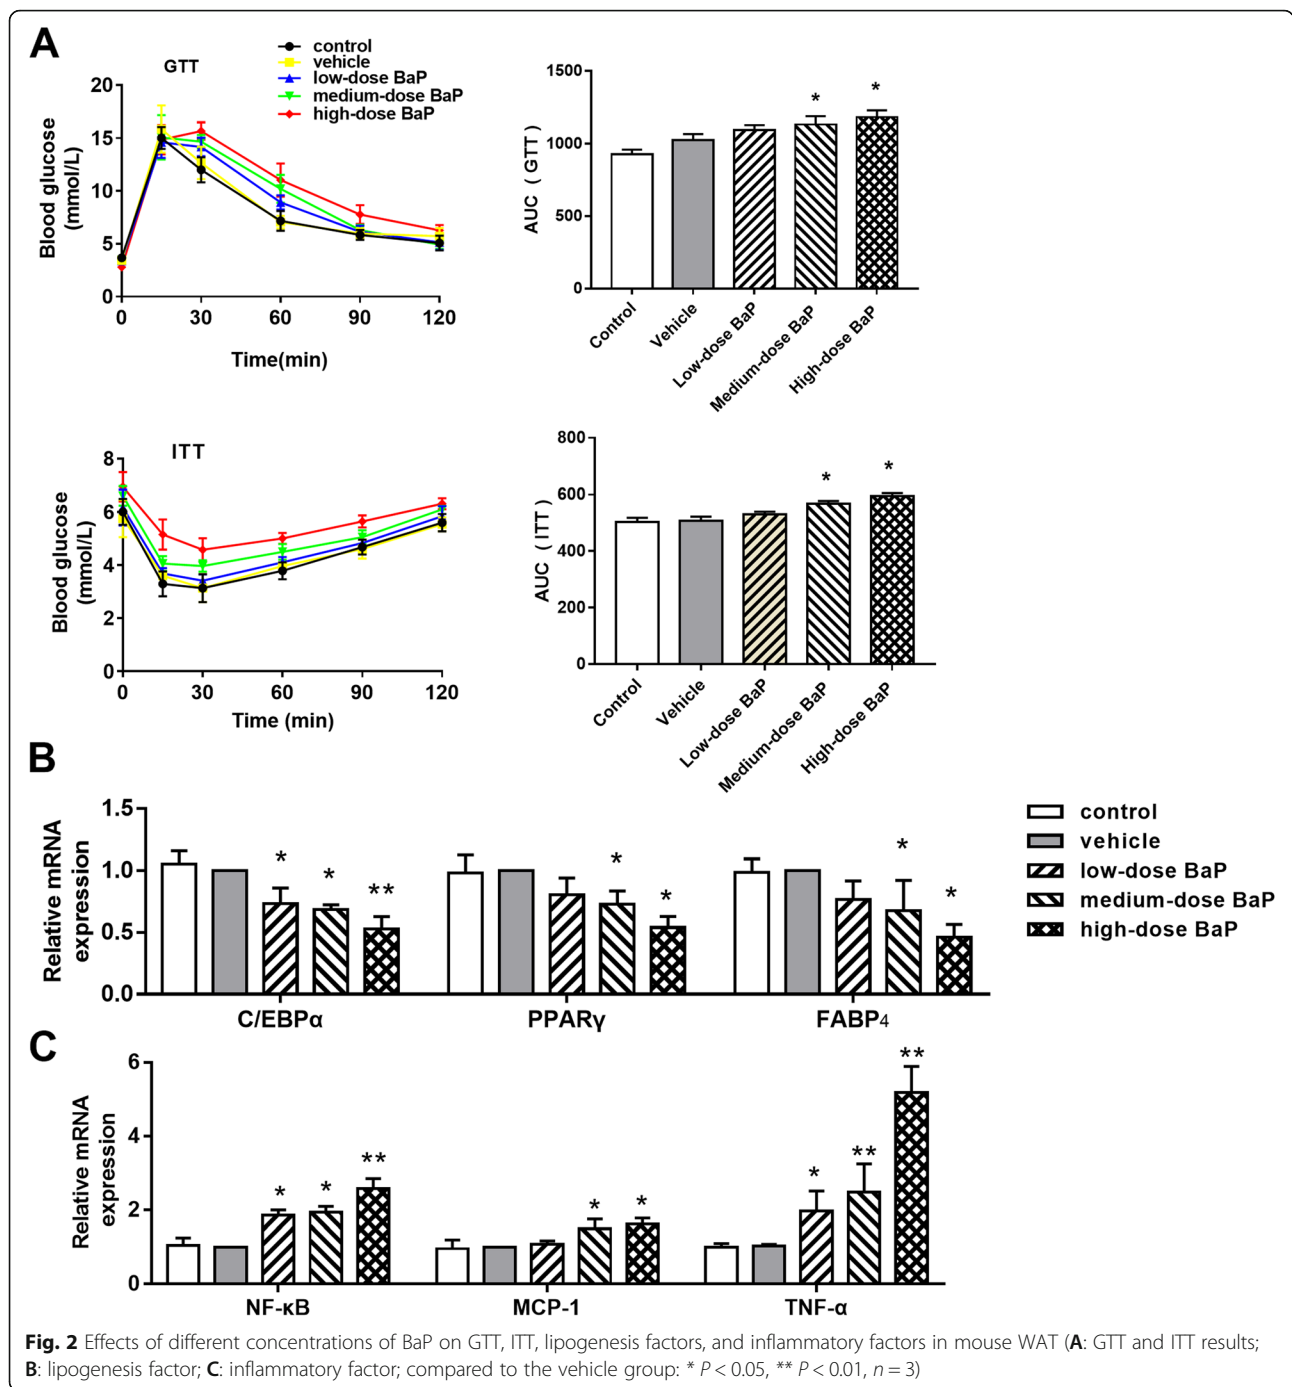 A
GTT
control
vehicle
low-dose BaP
medium-dose BaP
high-dose BaP
Blood glucose
(mmol/L)
20
15
10
5
0
0 30 60 90 120
Time(min)
AUC ( GTT )
1500
1000
500
0
* *
Control Vehicle Low-dose BaP Medium-dose BaP High-dose BaP
ITT
Blood glucose
(mmol/L)
8
6
4
2
0
0 30 60 90 120
Time (min)
AUC ( ITT )
800
600
400
200
0
* *
Control Vehicle Low-dose BaP Medium-dose BaP High-dose BaP
B
Relative mRNA
expression
1.5
1.0
0.5
0.0
* * ** * * * *
C/EBPα PPARγ FABP4
control
vehicle
low-dose BaP
medium-dose BaP
high-dose BaP
C
Relative mRNA
expression
6
4
2
0
* * ** * * * ** **
NF-κB MCP-1 TNF-α
Fig. 2 Effects of different concentrations of BaP on GTT, ITT, lipogenesis factors, and inflammatory factors in mouse WAT (A: GTT and ITT results;
B: lipogenesis factor; C: inflammatory factor; compared to the vehicle group: * P < 0.05, ** P < 0.01, n = 3)